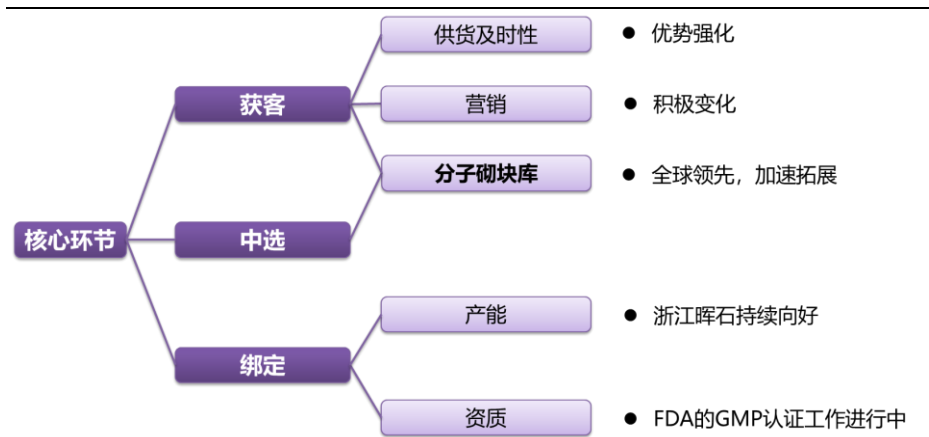 供货及时性
● 优势强化
获客
营销
● 积极变化
分子砌块库
● 全球领先，加速拓展
核心环节
中选
产能
● 浙江晖石持续向好
绑定
资质
● FDA的GMP认证工作进行中